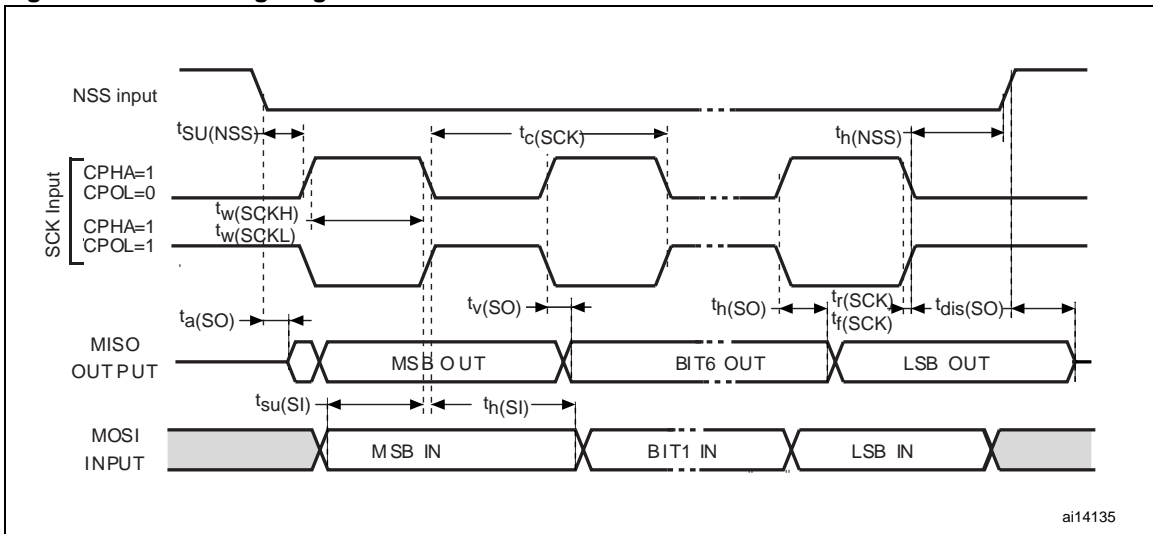 NSS input
tSU(NSS)
tc(SCK)
th(NSS)
SCK Input
CPHA=1
CPOL=0
tw(SCKH)
CPHA=1
tw(SCKL)
CPOL=1
ta(SO)
tv(SO)
th(SO)
tr(SCK)
tf(SCK)
tdis(SO)
MISO
OUTPUT
MSB OUT
BIT6 OUT
LSB OUT
tsu(SI)
th(SI)
MOSI
INPUT
MSB IN
BIT1 IN
LSB IN
ai14135